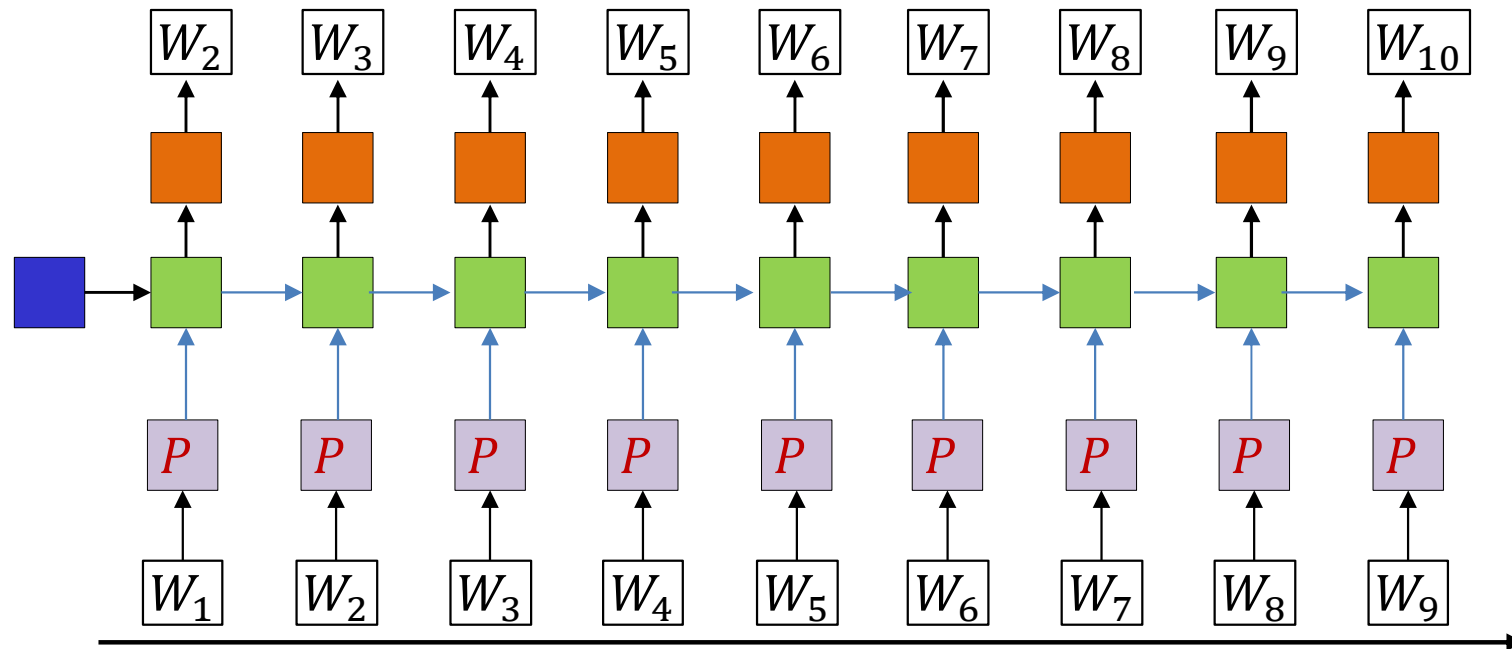 W₂ W₃ W₄ W₅ W₆ W₇ W₈ W₉ W₁₀
P P P P P P P P P
W₁ W₂ W₃ W₄ W₅ W₆ W₇ W₈ W₉